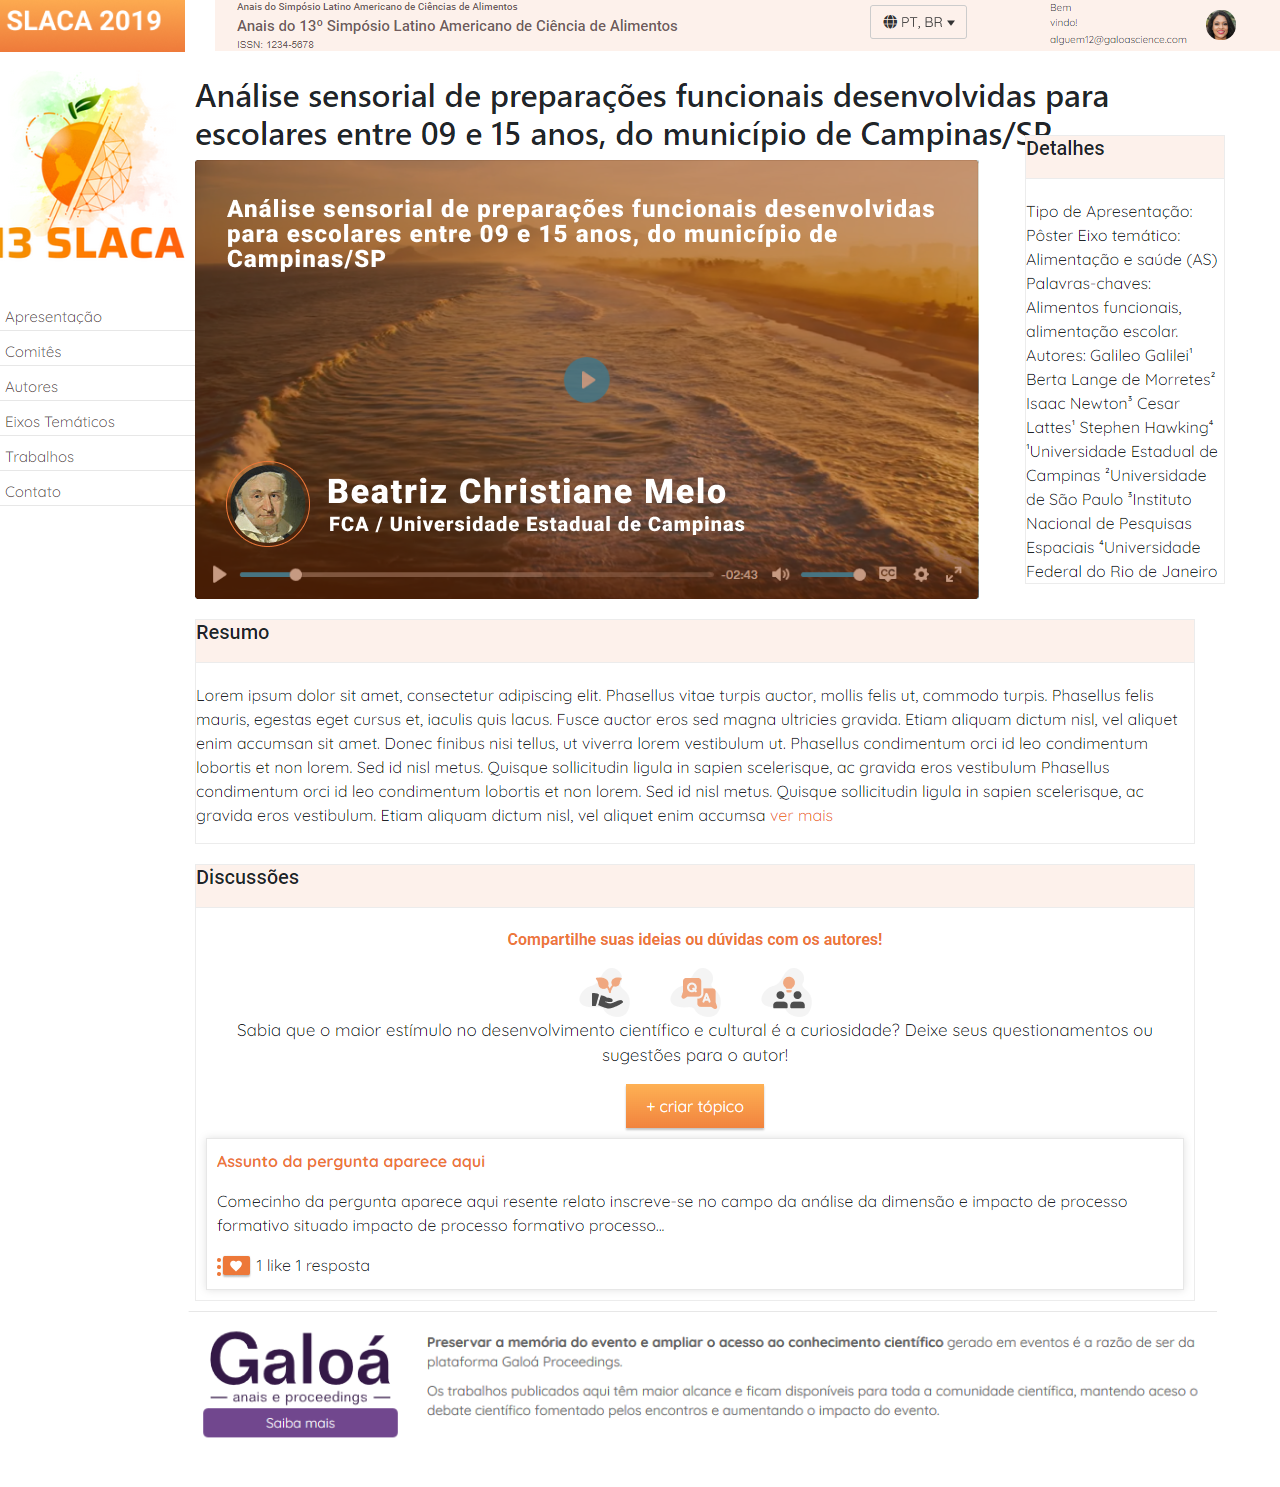 SLACA 2019
Anais do Simpósio Latino Americano de Ciências de Alimentos
Anais do 13º Simpósio Latino Americano de Ciência de Alimentos
ISSN: 1234-5678
PT, BR
Bem
vindo!
alguem12@galoascience.com
13 SLACA
Apresentação
Comitês
Autores
Eixos Temáticos
Trabalhos
Contato
Análise sensorial de preparações funcionais desenvolvidas para
escolares entre 09 e 15 anos, do município de Campinas/SP
Análise sensorial de preparações funcionais desenvolvidas
para escolares entre 09 e 15 anos, do município de
Campinas/SP
Beatriz Christiane Melo
FCA / Universidade Estadual de Campinas
-02:43
CC
Detalhes
Tipo de Apresentação:
Pôster Eixo temático:
Alimentação e saúde (AS)
Palavras-chaves:
Alimentos funcionais,
alimentação escolar.
Autores: Galileo Galilei¹
Berta Lange de Morretes²
Isaac Newton³ Cesar
Lattes¹ Stephen Hawking⁴
¹Universidade Estadual de
Campinas ²Universidade
de São Paulo ³Instituto
Nacional de Pesquisas
Espaciais ⁴Universidade
Federal do Rio de Janeiro
Resumo
Lorem ipsum dolor sit amet, consectetur adipiscing elit. Phasellus vitae turpis auctor, mollis felis ut, commodo turpis. Phasellus felis
mauris, egestas eget cursus et, iaculis quis lacus. Fusce auctor eros sed magna ultricies gravida. Etiam aliquam dictum nisl, vel aliquet
enim accumsan sit amet. Donec finibus nisi tellus, ut viverra lorem vestibulum ut. Phasellus condimentum orci id leo condimentum
lobortis et non lorem. Sed id nisl metus. Quisque sollicitudin ligula in sapien scelerisque, ac gravida eros vestibulum Phasellus
condimentum orci id leo condimentum lobortis et non lorem. Sed id nisl metus. Quisque sollicitudin ligula in sapien scelerisque, ac
gravida eros vestibulum. Etiam aliquam dictum nisl, vel aliquet enim accumsa ver mais
Discussões
Compartilhe suas ideias ou dúvidas com os autores!
Q A
Sabia que o maior estímulo no desenvolvimento científico e cultural é a curiosidade? Deixe seus questionamentos ou
sugestões para o autor!
+ criar tópico
Assunto da pergunta aparece aqui
Comecinho da pergunta aparece aqui resente relato inscreve-se no campo da análise da dimensão e impacto de processo
formativo situado impacto de processo formativo processo...
1 like 1 resposta
Galoá
anais e proceedings
Saiba mais
Preservar a memória do evento e ampliar o acesso ao conhecimento científico gerado em eventos é a razão de ser da
plataforma Galoá Proceedings.
Os trabalhos publicados aqui têm maior alcance e ficam disponíveis para toda a comunidade científica, mantendo aceso o
debate científico fomentado pelos encontros e aumentando o impacto do evento.